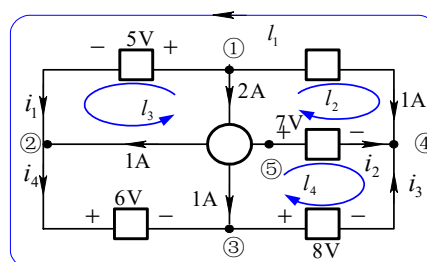 l₁
5V
− +
①
2A
l₃
l₂
i₁
1A
7V
+ −
②
④
1A
⑤
i₂
i₄
l₄
i₃
6V
1A
+ −
+ −
③
8V